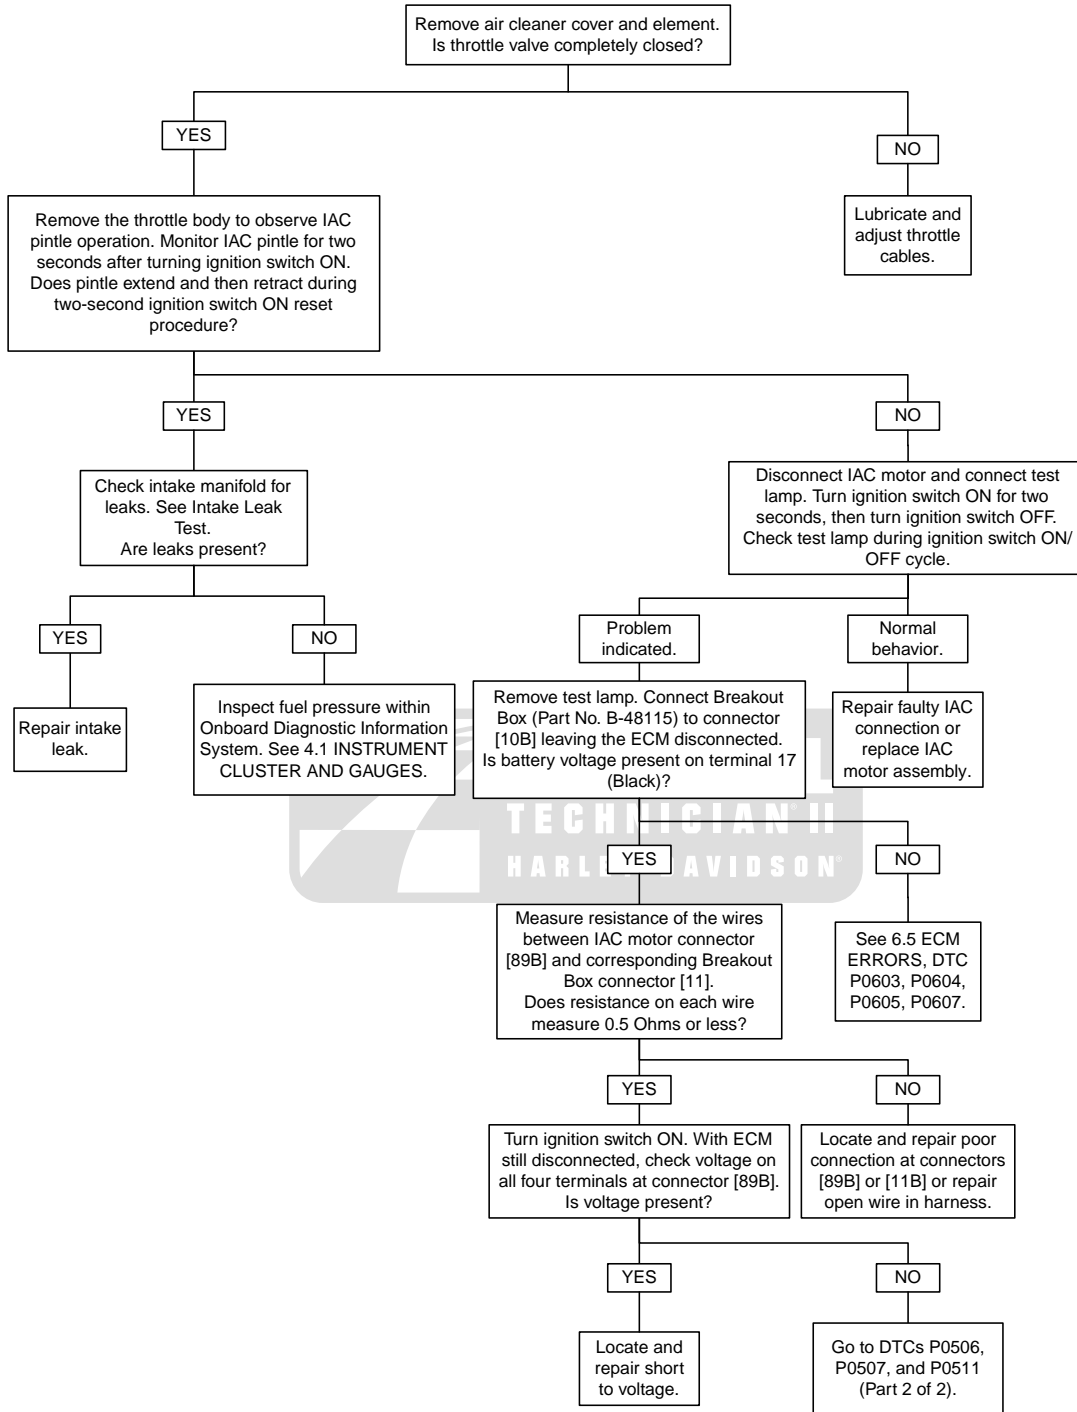 Remove air cleaner cover and element.
Is throttle valve completely closed?
YES
NO
Remove the throttle body to observe IAC
pintle operation. Monitor IAC pintle for two
seconds after turning ignition switch ON.
Does pintle extend and then retract during
two-second ignition switch ON reset
procedure?
Lubricate and
adjust throttle
cables.
YES
NO
Check intake manifold for
leaks. See Intake Leak
Test.
Are leaks present?
Disconnect IAC motor and connect test
lamp. Turn ignition switch ON for two
seconds, then turn ignition switch OFF.
Check test lamp during ignition switch ON/
OFF cycle.
YES
NO
Problem
indicated.
Normal
behavior.
Repair intake
leak.
Inspect fuel pressure within
Onboard Diagnostic Information
System. See 4.1 INSTRUMENT
CLUSTER AND GAUGES.
Remove test lamp. Connect Breakout
Box (Part No. B-48115) to connector
[10B] leaving the ECM disconnected.
Is battery voltage present on terminal 17
(Black)?
Repair faulty IAC
connection or
replace IAC
motor assembly.
TECHNICIAN II
HARLEY-DAVIDSON®
YES
NO
Measure resistance of the wires
between IAC motor connector
[89B] and corresponding Breakout
Box connector [11].
Does resistance on each wire
measure 0.5 Ohms or less?
See 6.5 ECM
ERRORS, DTC
P0603, P0604,
P0605, P0607.
YES
NO
Turn ignition switch ON. With ECM
still disconnected, check voltage on
all four terminals at connector [89B].
Is voltage present?
Locate and repair poor
connection at connectors
[89B] or [11B] or repair
open wire in harness.
YES
NO
Locate and
repair short
to voltage.
Go to DTCs P0506,
P0507, and P0511
(Part 2 of 2).